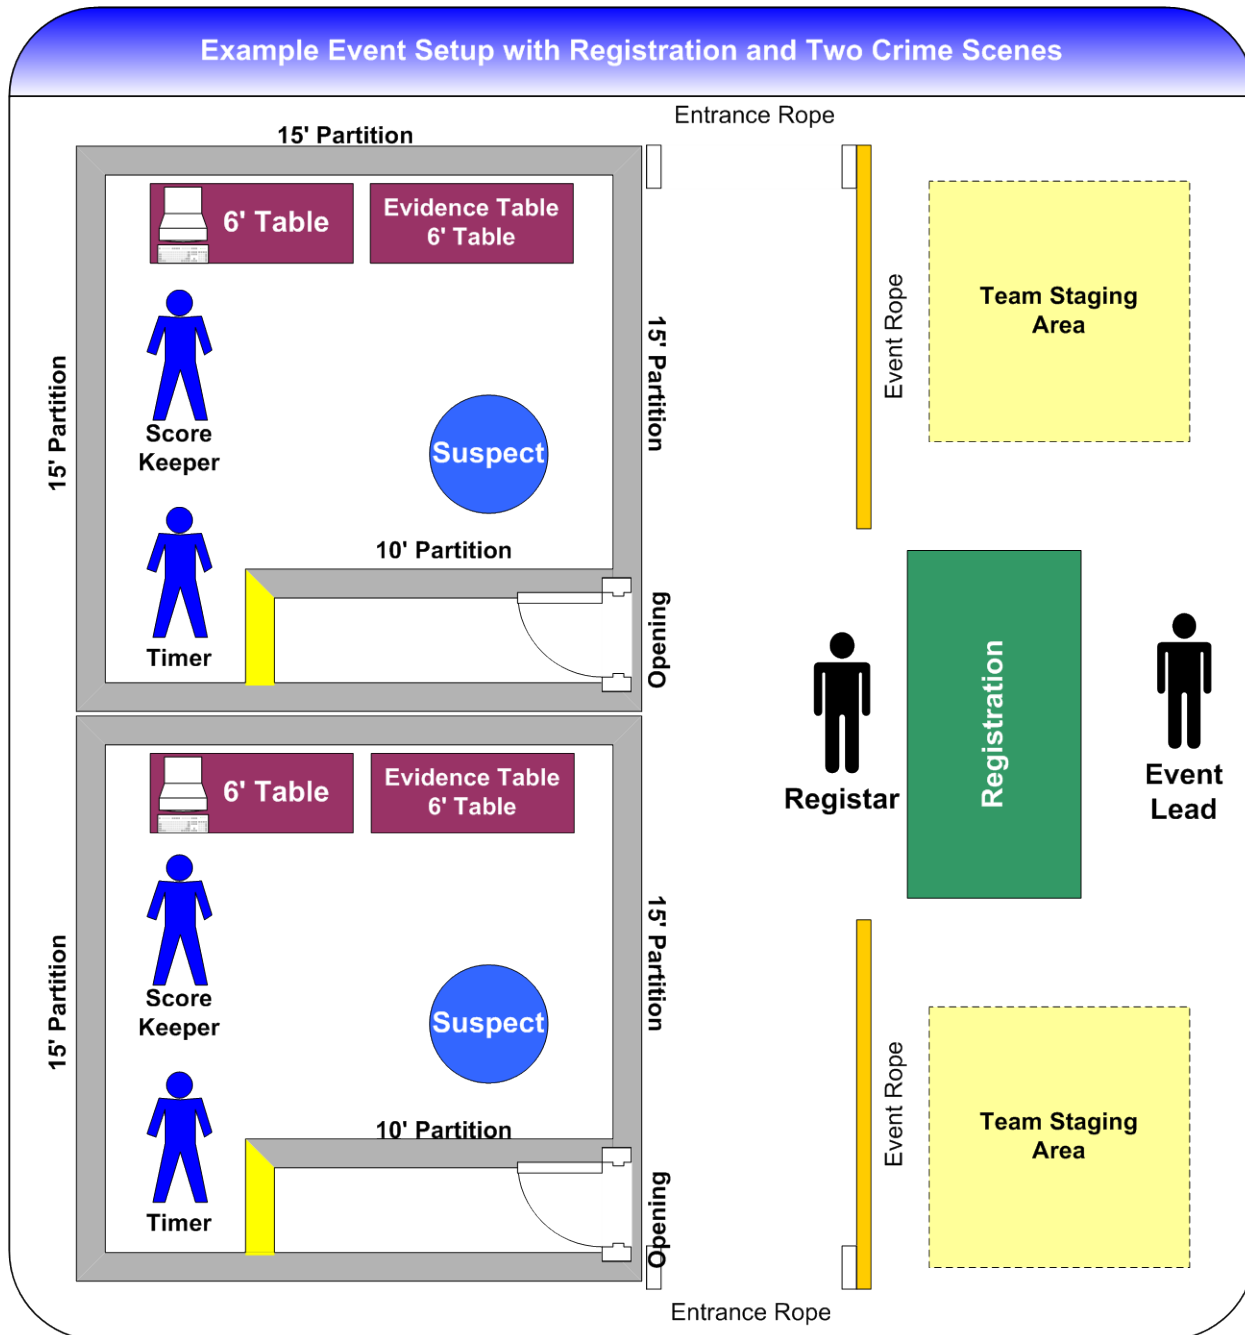 Example Event Setup with Registration and Two Crime Scenes
Entrance Rope
15' Partition
6' Table
Evidence Table
6' Table
15' Partition
15' Partition
Event Rope
Team Staging
Area
Score
Keeper
Suspect
10' Partition
Timer
Opening
Registar
Registration
Event
Lead
6' Table
Evidence Table
6' Table
15' Partition
15' Partition
Score
Keeper
Suspect
10' Partition
Timer
Opening
Event Rope
Team Staging
Area
Entrance Rope